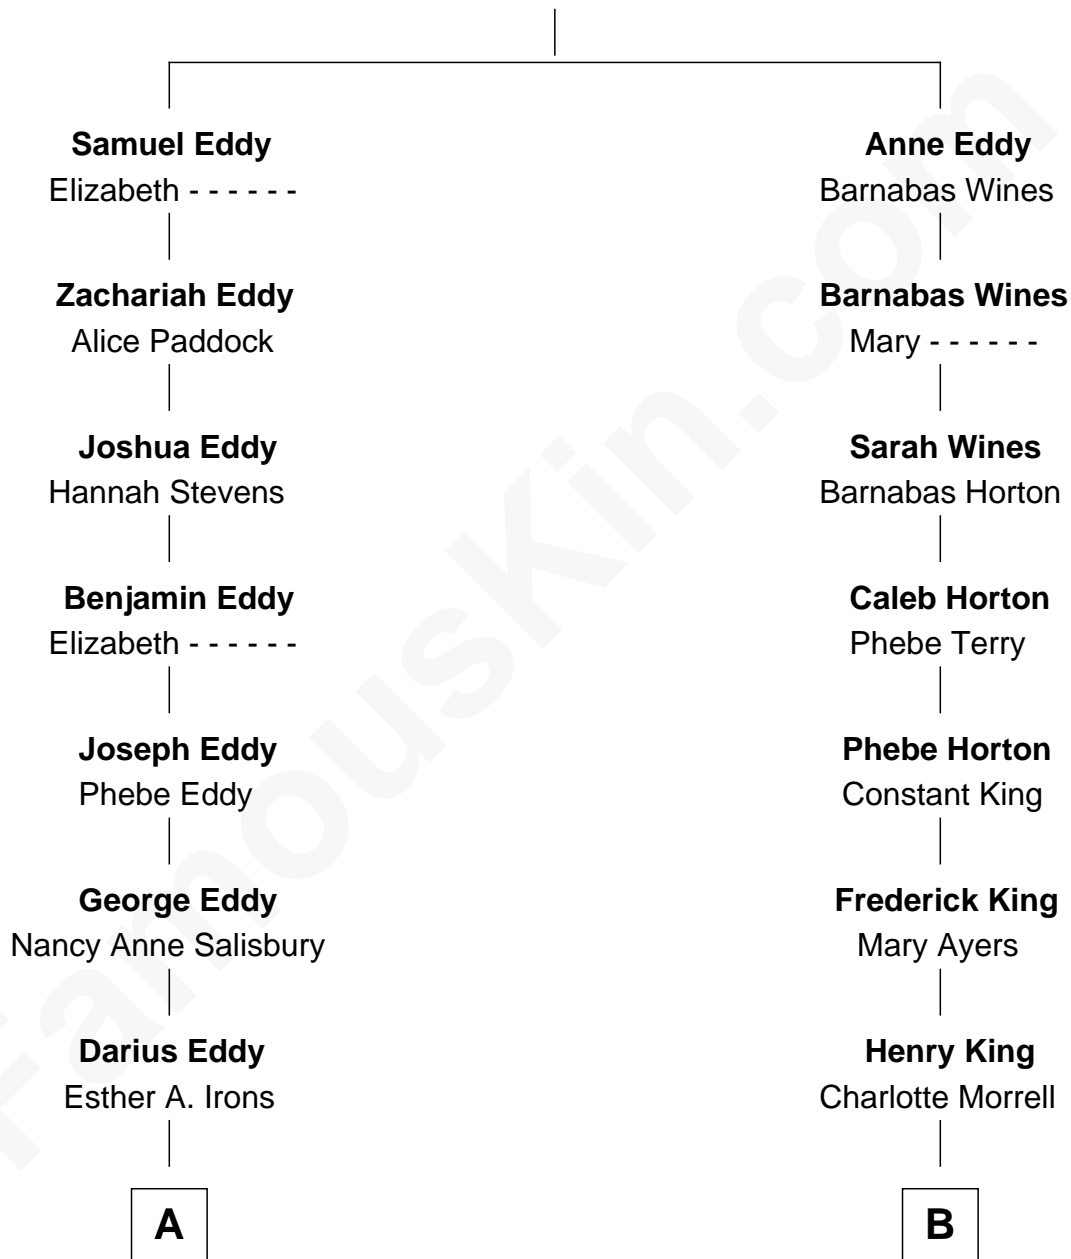 Samuel Eddy
Elizabeth - - - - - -
Anne Eddy
Barnabas Wines
Zachariah Eddy
Alice Paddock
Barnabas Wines
Mary - - - - - -
Joshua Eddy
Hannah Stevens
Sarah Wines
Barnabas Horton
Benjamin Eddy
Elizabeth - - - - - -
Caleb Horton
Phebe Terry
Joseph Eddy
Phebe Eddy
Phebe Horton
Constant King
George Eddy
Nancy Anne Salisbury
Frederick King
Mary Ayers
Darius Eddy
Esther A. Irons
Henry King
Charlotte Morrell
A
B
FamousKin.com